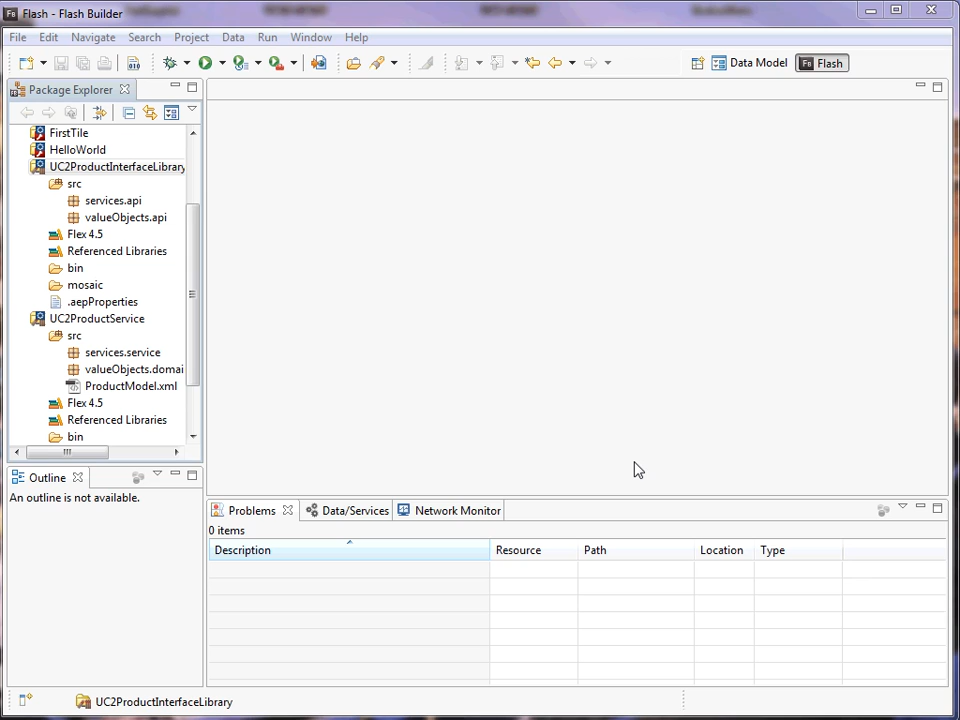 Fb Flash - Flash Builder
File Edit Navigate Search Project Data Run Window Help
Data Model Fb Flash
Package Explorer
FirstTile
HelloWorld
UC2ProductInterfaceLibrary
src
services.api
valueObjects.api
Flex 4.5
Referenced Libraries
bin
mosaic
.aepProperties
UC2ProductService
src
services.service
valueObjects.domai
ProductModel.xml
Flex 4.5
Referenced Libraries
bin
Outline
An outline is not available.
Problems Data/Services Network Monitor
0 items
Description Resource Path Location Type
UC2ProductInterfaceLibrary